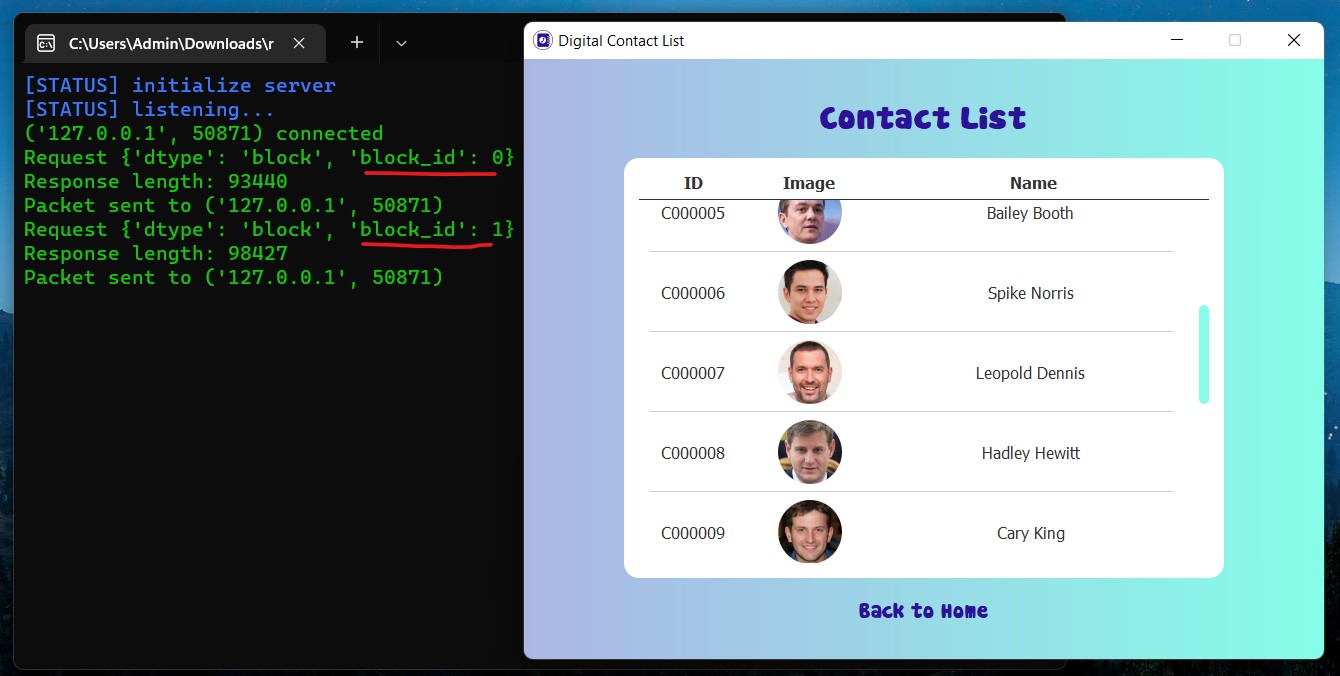 C:\Users\Admin\Downloads\r
[STATUS] initialize server
[STATUS] listening...
('127.0.0.1', 50871) connected
Request {'dtype': 'block', 'block_id': 0}
Response length: 93440
Packet sent to ('127.0.0.1', 50871)
Request {'dtype': 'block', 'block_id': 1}
Response length: 98427
Packet sent to ('127.0.0.1', 50871)
Digital Contact List
Contact List
ID Image Name
C000005 Bailey Booth
C000006 Spike Norris
C000007 Leopold Dennis
C000008 Hadley Hewitt
C000009 Cary King
Back to Home